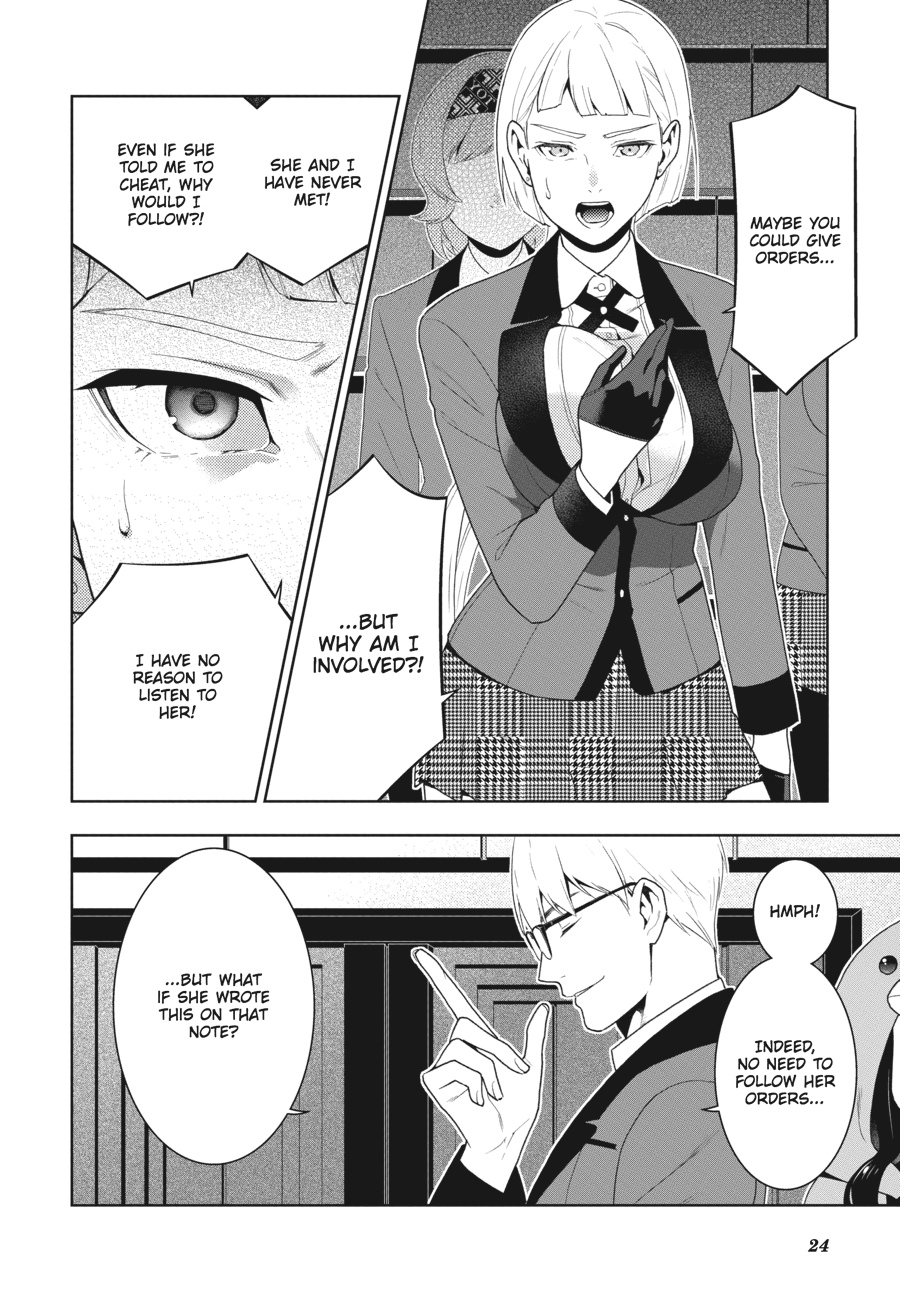 MAYBE YOU
COULD GIVE
ORDERS...
...BUT
WHY AM I
INVOLVED?!
SHE AND I
HAVE NEVER
MET!
EVEN IF SHE
TOLD ME TO
CHEAT, WHY
WOULD I
FOLLOW?!
I HAVE NO
REASON TO
LISTEN TO
HER!
HMPH!
INDEED,
NO NEED TO
FOLLOW HER
ORDERS...
...BUT WHAT
IF SHE WROTE
THIS ON THAT
NOTE?
24